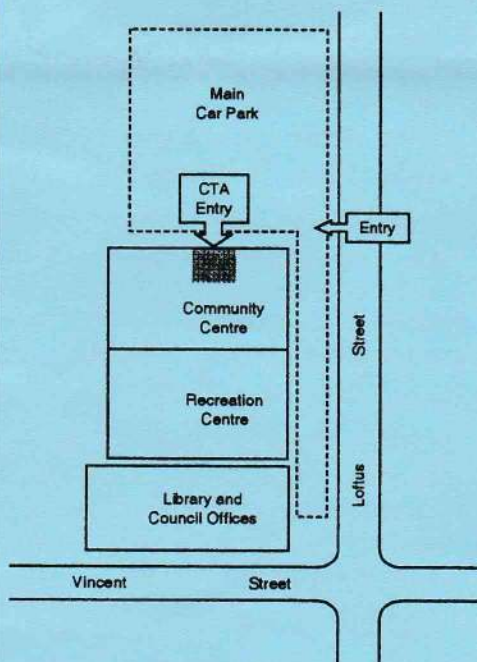 Main
Car Park
CTA
Entry
Entry
Community
Centre
Street
Recreation
Centre
Loftus
Library and
Council Offices
Vincent Street